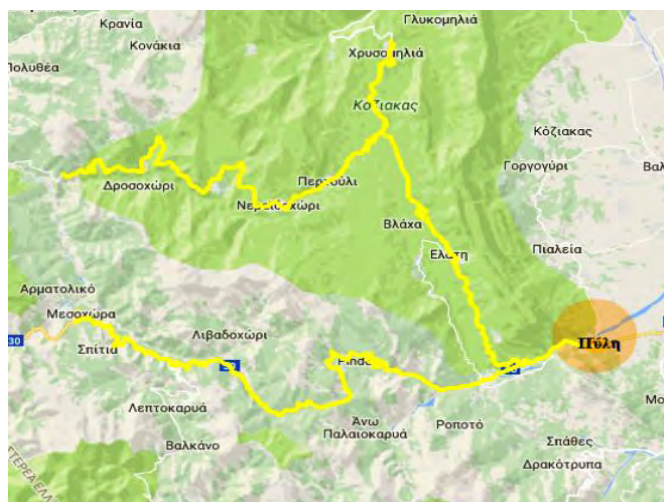 Γλυκομηλιά
Κρανία
Κονάκια
Χρυσομηλιά
Πολυθέα
Κόζιακας
Κόζιακας
Γοργογύρι
Περτούλι
Δροσοχώρι
Νεραϊδοχώρι
Βλάχα
Ελάτη
Πιαλεία
Αρματολικό
Μεσοχώρα
30
Σπίτια
Λιβαδοχώρι
Πύλη
Λεπτοκαρυά
Άνω
Παλαιοκαρυά
Ροποτό
Βαλκάνο
Σπάθες
Δρακότρυπα